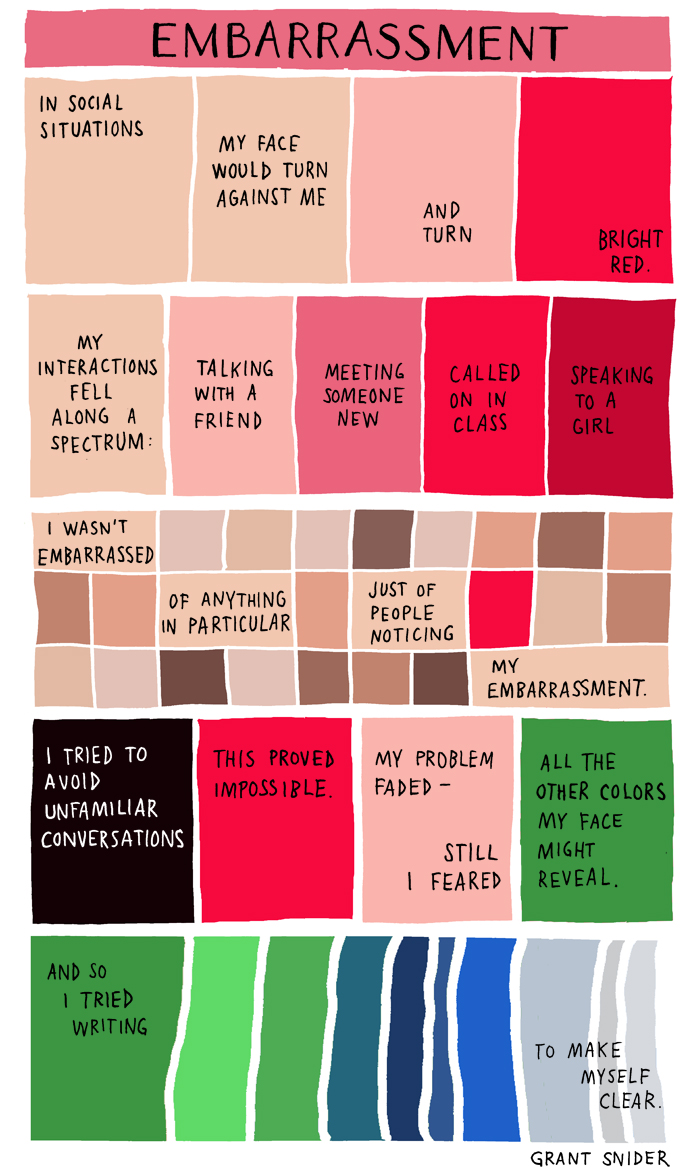 EMBARRASSMENT
IN SOCIAL
SITUATIONS
MY FACE
WOULD TURN
AGAINST ME
AND
TURN
BRIGHT
RED.
MY
INTERACTIONS
FELL
ALONG A
SPECTRUM:
TALKING
WITH A
FRIEND
MEETING
SOMEONE
NEW
CALLED
ON IN
CLASS
SPEAKING
TO A
GIRL
I WASN'T
EMBARRASSED
OF ANYTHING
IN PARTICULAR
JUST OF
PEOPLE
NOTICING
MY
EMBARRASSMENT.
I TRIED TO
AVOID
UNFAMILIAR
CONVERSATIONS
THIS PROVED
IMPOSSIBLE.
MY PROBLEM
FADED –
STILL
I FEARED
ALL THE
OTHER COLORS
MY FACE
MIGHT
REVEAL.
AND SO
I TRIED
WRITING
TO MAKE
MYSELF
CLEAR.
GRANT SNIDER